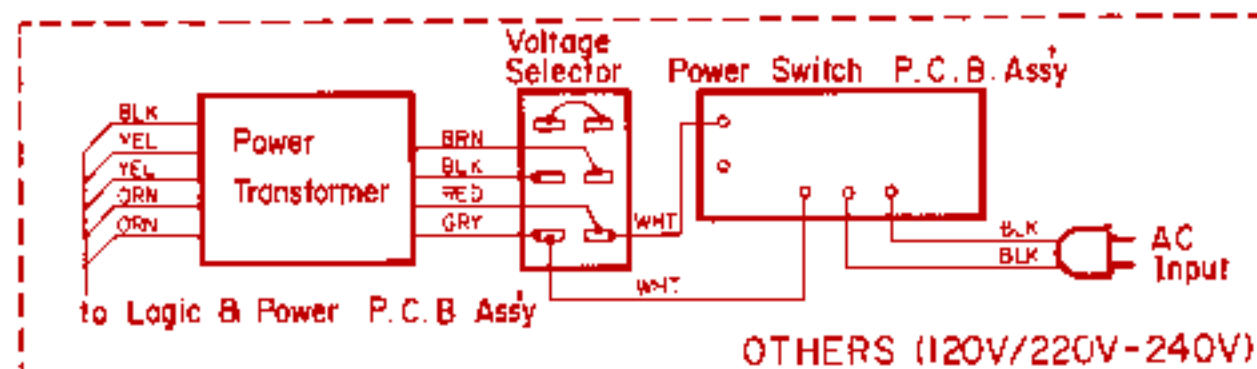 Voltage
Selector
Power Switch P.C.B. Ass'y
BLK
YEL
YEL
ORN
ORN
Power
Transformer
BRN
BLK
RED
GRY
WHT
WHT
BLK
BLK
AC
Input
to Logic & Power P.C.B Ass'y
OTHERS (120V/220V-240V)